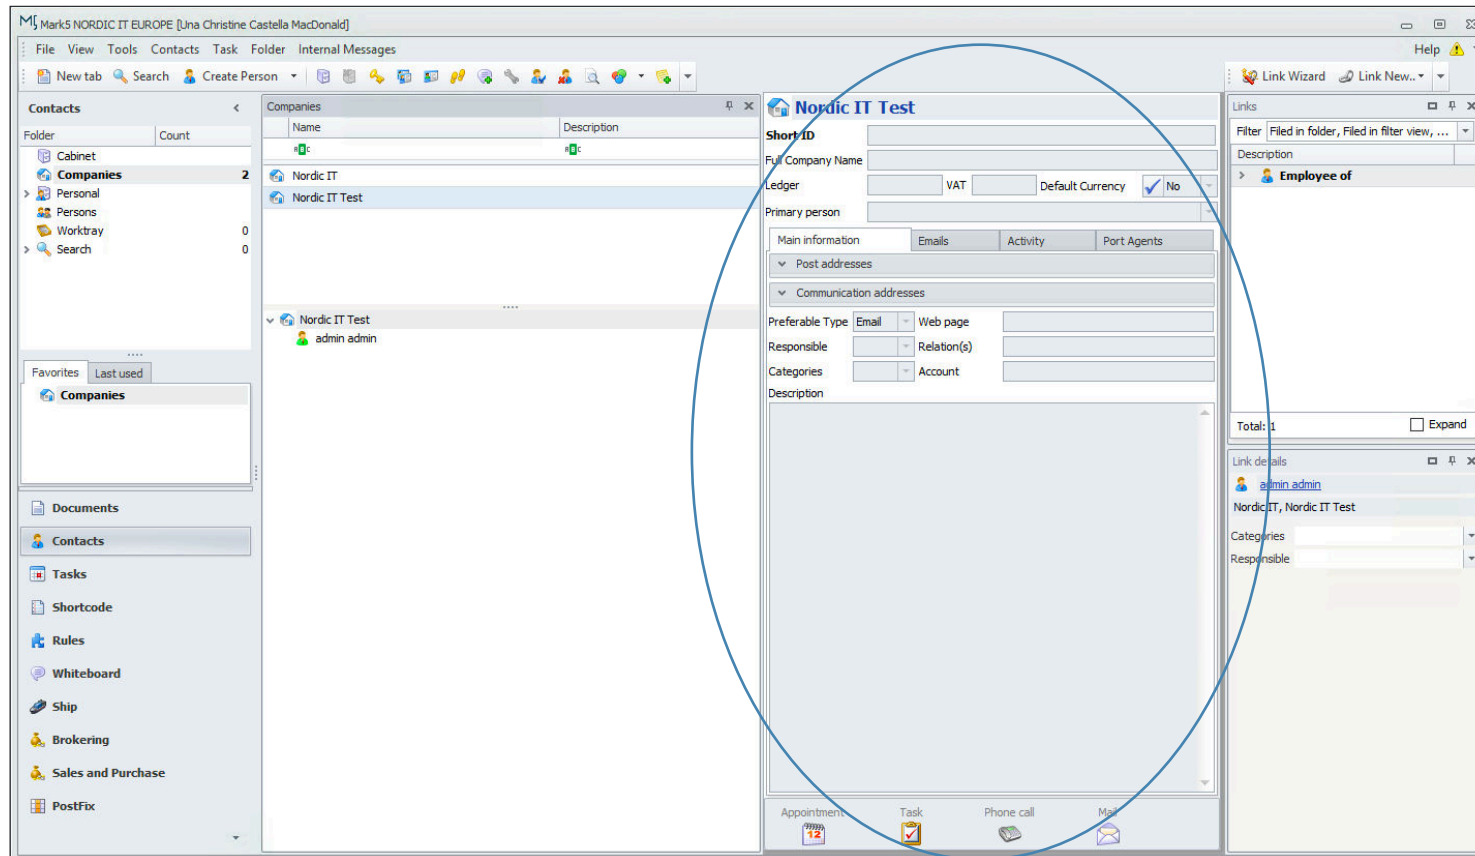 Mark5 NORDIC IT EUROPE [Una Christine Castella MacDonald]
File View Tools Contacts Task Folder Internal Messages Help
New tab Search Create Person Link Wizard Link New..
Contacts
Folder Count
Cabinet
Companies 2
Personal
Persons
Worktray 0
Search 0
Favorites Last used
Companies
Documents
Contacts
Tasks
Shortcode
Rules
Whiteboard
Ship
Brokering
Sales and Purchase
PostFix
Companies
Name Description
Nordic IT
Nordic IT Test
Nordic IT Test
admin admin
Nordic IT Test
Short ID
Full Company Name
Ledger VAT Default Currency No
Primary person
Main information Emails Activity Port Agents
Post addresses
Communication addresses
Preferable Type Email Web page
Responsible Relation(s)
Categories Account
Description
Appointment Task Phone call Mail
12
Links
Filter Filed in folder, Filed in filter view, ...
Description
Employee of
Total: 1 Expand
Link details
admin admin
Nordic IT, Nordic IT Test
Categories
Responsible